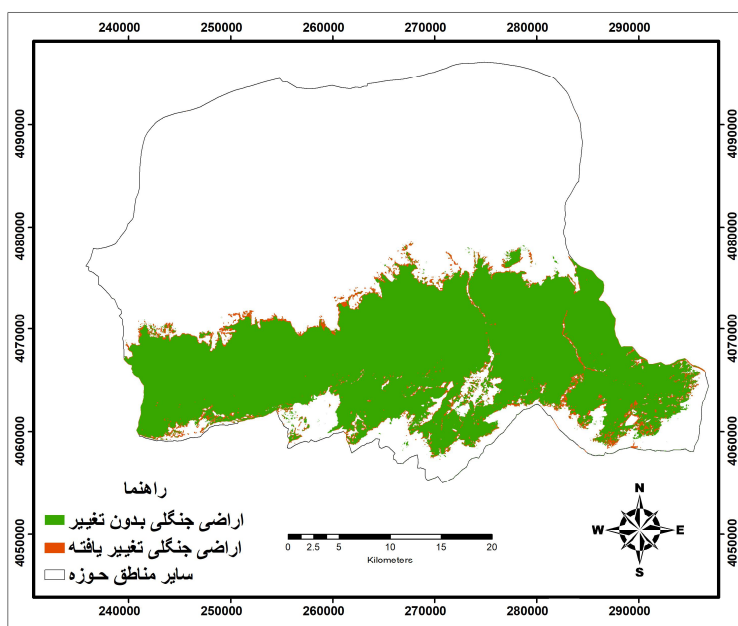 240000 250000 260000 270000 280000 290000
4090000 4090000
4080000 4080000
4070000 4070000
4060000 4060000
4050000 4050000
راهنما
اراضی جنگلی بدون تغییر
اراضی جنگلی تغییر یافته
سایر مناطق حوزه
0 2.5 5 10 15 20
Kilometers
N
W E
S
240000 250000 260000 270000 280000 290000